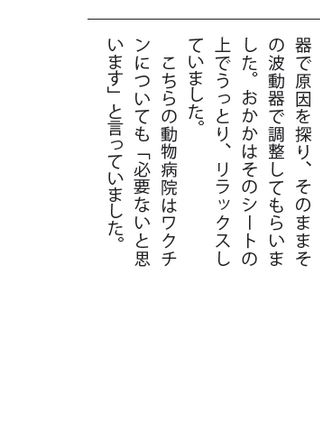 器で原因を探り、そのままそ
の波動器で調整してもらいま
した。おかかはそのシートの
上でうっとり、リラックスし
ていました。
こちらの動物病院はワクチ
ンについても「必要ないと思
います」と言っていました。